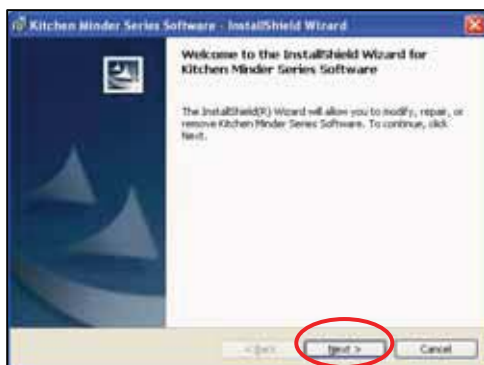 Kitchen Minder Series Software - InstallShield Wizard
Welcome to the InstallShield Wizard for
Kitchen Minder Series Software
The InstallShield(R) Wizard will allow you to modify, repair, or
remove Kitchen Minder Series Software. To continue, click
Next.
< Back
Next >
Cancel